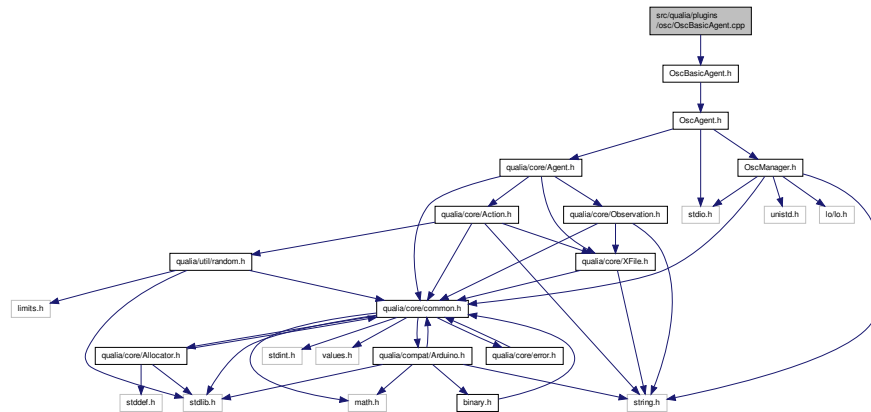 src/qualia/plugins
/osc/OscBasicAgent.cpp
OscBasicAgent.h
OscAgent.h
qualia/core/Agent.h
OscManager.h
qualia/core/Action.h
qualia/core/Observation.h
stdio.h
unistd.h
lo/lo.h
qualia/util/random.h
qualia/core/XFile.h
limits.h
qualia/core/common.h
qualia/core/Allocator.h
stdint.h
values.h
qualia/compat/Arduino.h
qualia/core/error.h
stddef.h
stdlib.h
math.h
binary.h
string.h